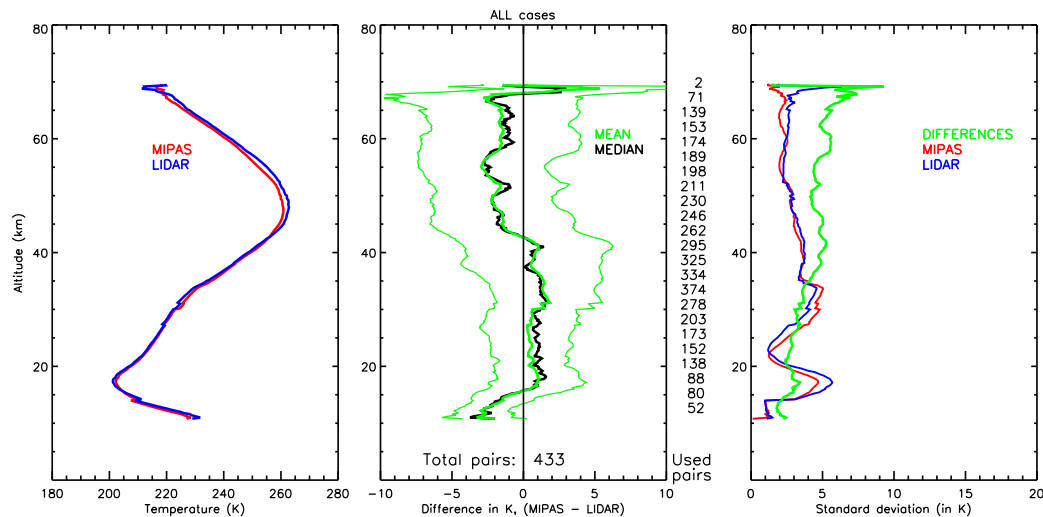 ALL cases
80
60
40
20
Altitude (km)
MIPAS
LIDAR
180 200 220 240 260 280
Temperature (K)
80
60
40
20
MEAN
MEDIAN
Total pairs: 433
-10 -5 0 5 10
Difference in K, (MIPAS - LIDAR)
2
71
139
153
174
189
198
211
230
246
262
295
325
334
374
278
203
173
152
138
88
80
52
Used
pairs
80
60
40
20
DIFFERENCES
MIPAS
LIDAR
0 5 10 15 20
Standard deviation (in K)